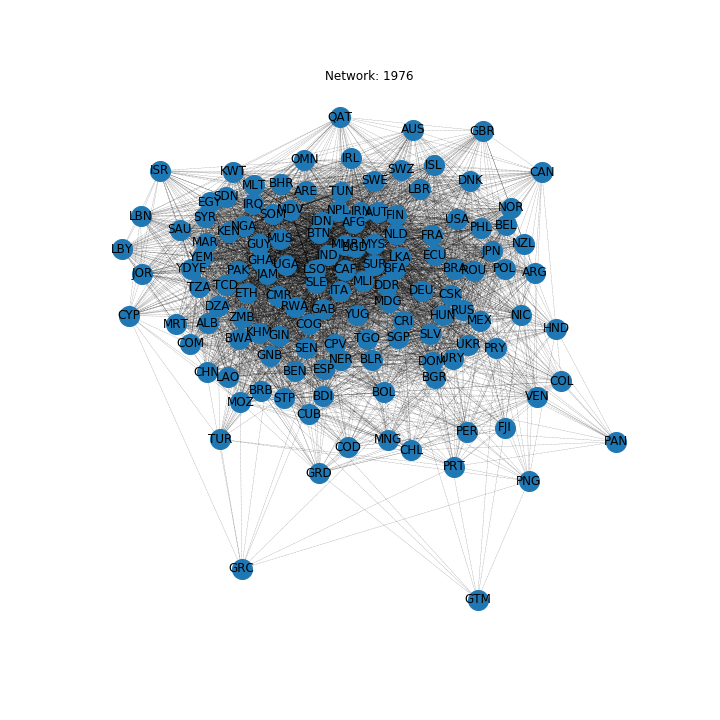 Network: 1976
QAT
AUS
GBR
OMN
IRL
ISR
KWT
SWZ
ISL
CAN
MLT
BHR
ARE
TUN
SWE
LBR
DNK
EGY
SDN
IRQ
SOM
MDV
NPL
IRN
AUT
FIN
NOR
LBN
SYR
IDN
AFG
USA
PHL
BEL
SAU
KEN
NGA
BTN
NLD
FRA
MAR
GUY
MUS
MYS
JPN
NZL
LBY
YEM
IND
BGD
LKA
ECU
YDYE
PAK
GHA
UGA
LSO
CAF
SUR
BFA
BRA
ROU
POL
ARG
JOR
TZA
TCD
JAM
SLE
MLI
DDR
ETH
CMR
ITA
MDG
DEU
CSK
CYP
DZA
RWA
GAB
YUG
CRI
HUN
RUS
MEX
NIC
HND
MRT
ALB
ZMB
KHM
GIN
COG
COM
BWA
SEN
CPV
TGO
SGP
SLV
UKR
PRY
GNB
NER
BLR
DOM
URY
CHN
LAO
BEN
ESP
BGR
COL
MOZ
BRB
STP
BDI
BOL
VEN
CUB
TUR
COD
MNG
CHL
PER
FJI
PAN
GRD
PRT
PNG
GRC
GTM